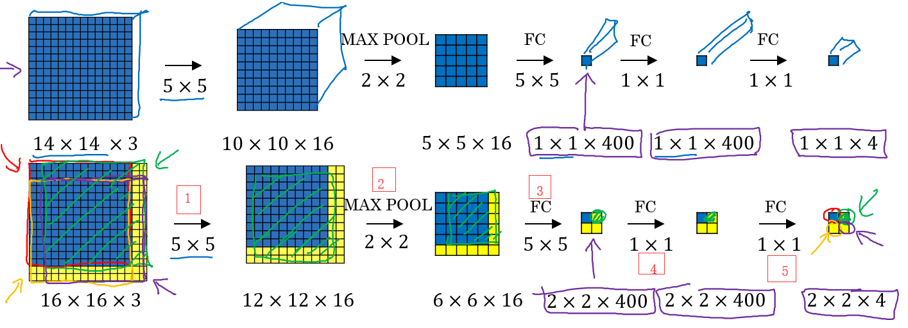 MAX POOL FC FC FC
5 × 5 2 × 2 5 × 5 1 × 1 1 × 1
14 × 14 × 3 10 × 10 × 16 5 × 5 × 16 1 × 1 × 400 1 × 1 × 400 1 × 1 × 4
1 2 3
MAX POOL FC FC FC
5 × 5 2 × 2 5 × 5 1 × 1 1 × 1
4 5
16 × 16 × 3 12 × 12 × 16 6 × 6 × 16 2 × 2 × 400 2 × 2 × 400 2 × 2 × 4